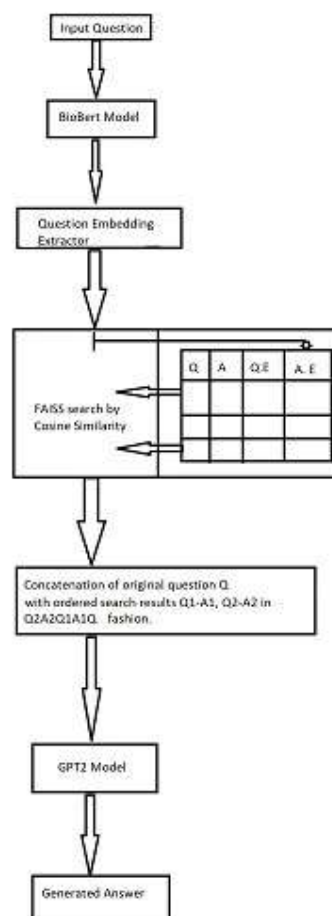 Input Question
BioBert Model
Question Embedding
Extractor
Q A Q.E A. E
FAISS search by
Cosine Similarity
Concatenation of original question Q
with ordered search results Q1-A1, Q2-A2 in
Q2A2Q1A1Q fashion.
GPT2 Model
Generated Answer